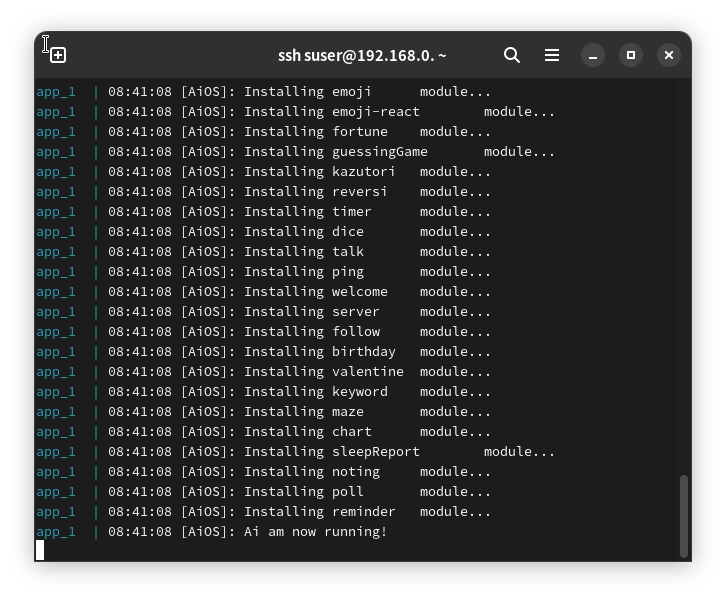 ssh suser@192.168.0. ~
app_1 | 08:41:08 [AiOS]: Installing emoji module...
app_1 | 08:41:08 [AiOS]: Installing emoji-react module...
app_1 | 08:41:08 [AiOS]: Installing fortune module...
app_1 | 08:41:08 [AiOS]: Installing guessingGame module...
app_1 | 08:41:08 [AiOS]: Installing kazutori module...
app_1 | 08:41:08 [AiOS]: Installing reversi module...
app_1 | 08:41:08 [AiOS]: Installing timer module...
app_1 | 08:41:08 [AiOS]: Installing dice module...
app_1 | 08:41:08 [AiOS]: Installing talk module...
app_1 | 08:41:08 [AiOS]: Installing ping module...
app_1 | 08:41:08 [AiOS]: Installing welcome module...
app_1 | 08:41:08 [AiOS]: Installing server module...
app_1 | 08:41:08 [AiOS]: Installing follow module...
app_1 | 08:41:08 [AiOS]: Installing birthday module...
app_1 | 08:41:08 [AiOS]: Installing valentine module...
app_1 | 08:41:08 [AiOS]: Installing keyword module...
app_1 | 08:41:08 [AiOS]: Installing maze module...
app_1 | 08:41:08 [AiOS]: Installing chart module...
app_1 | 08:41:08 [AiOS]: Installing sleepReport module...
app_1 | 08:41:08 [AiOS]: Installing noting module...
app_1 | 08:41:08 [AiOS]: Installing poll module...
app_1 | 08:41:08 [AiOS]: Installing reminder module...
app_1 | 08:41:08 [AiOS]: Ai am now running!